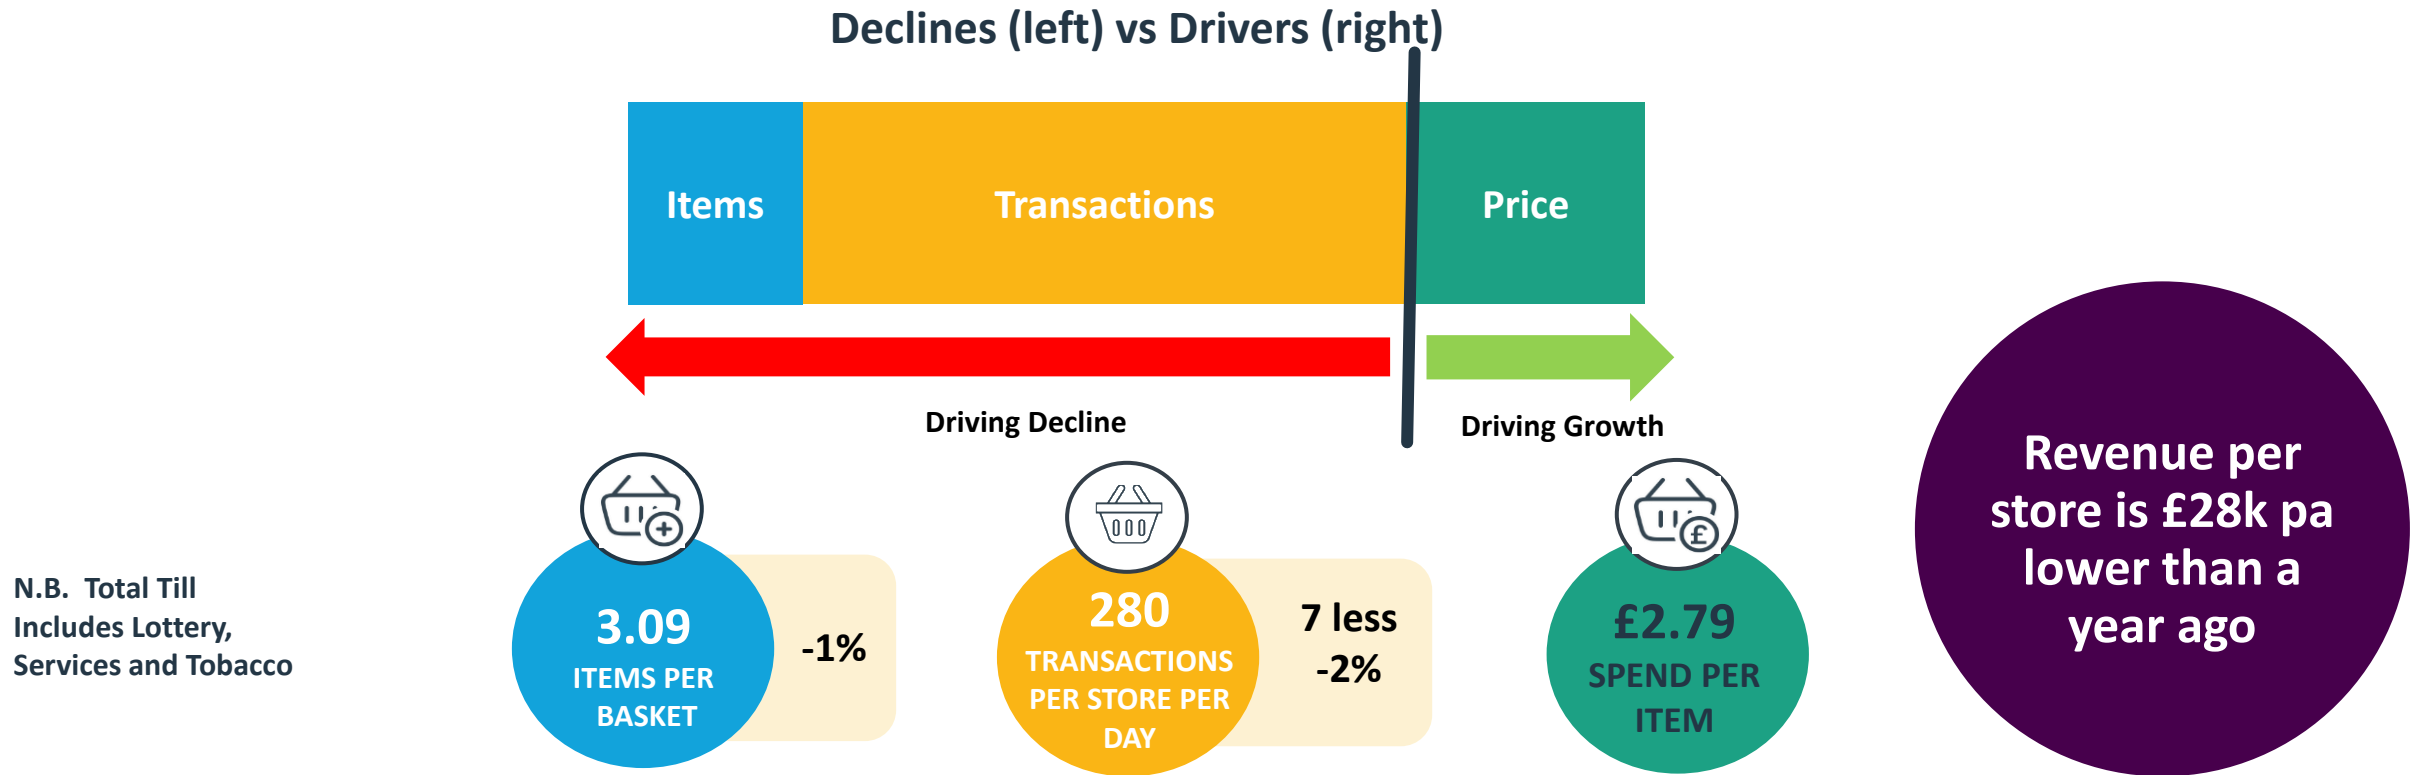 Declines (left) vs Drivers (right)
Items
Transactions
Price
Driving Decline
Driving Growth
N.B.  Total Till
Includes Lottery,
Services and Tobacco
3.09
ITEMS PER
BASKET
-1%
280
TRANSACTIONS
PER STORE PER
DAY
7 less
-2%
£
£2.79
SPEND PER
ITEM
Revenue per
store is £28k pa
lower than a
year ago